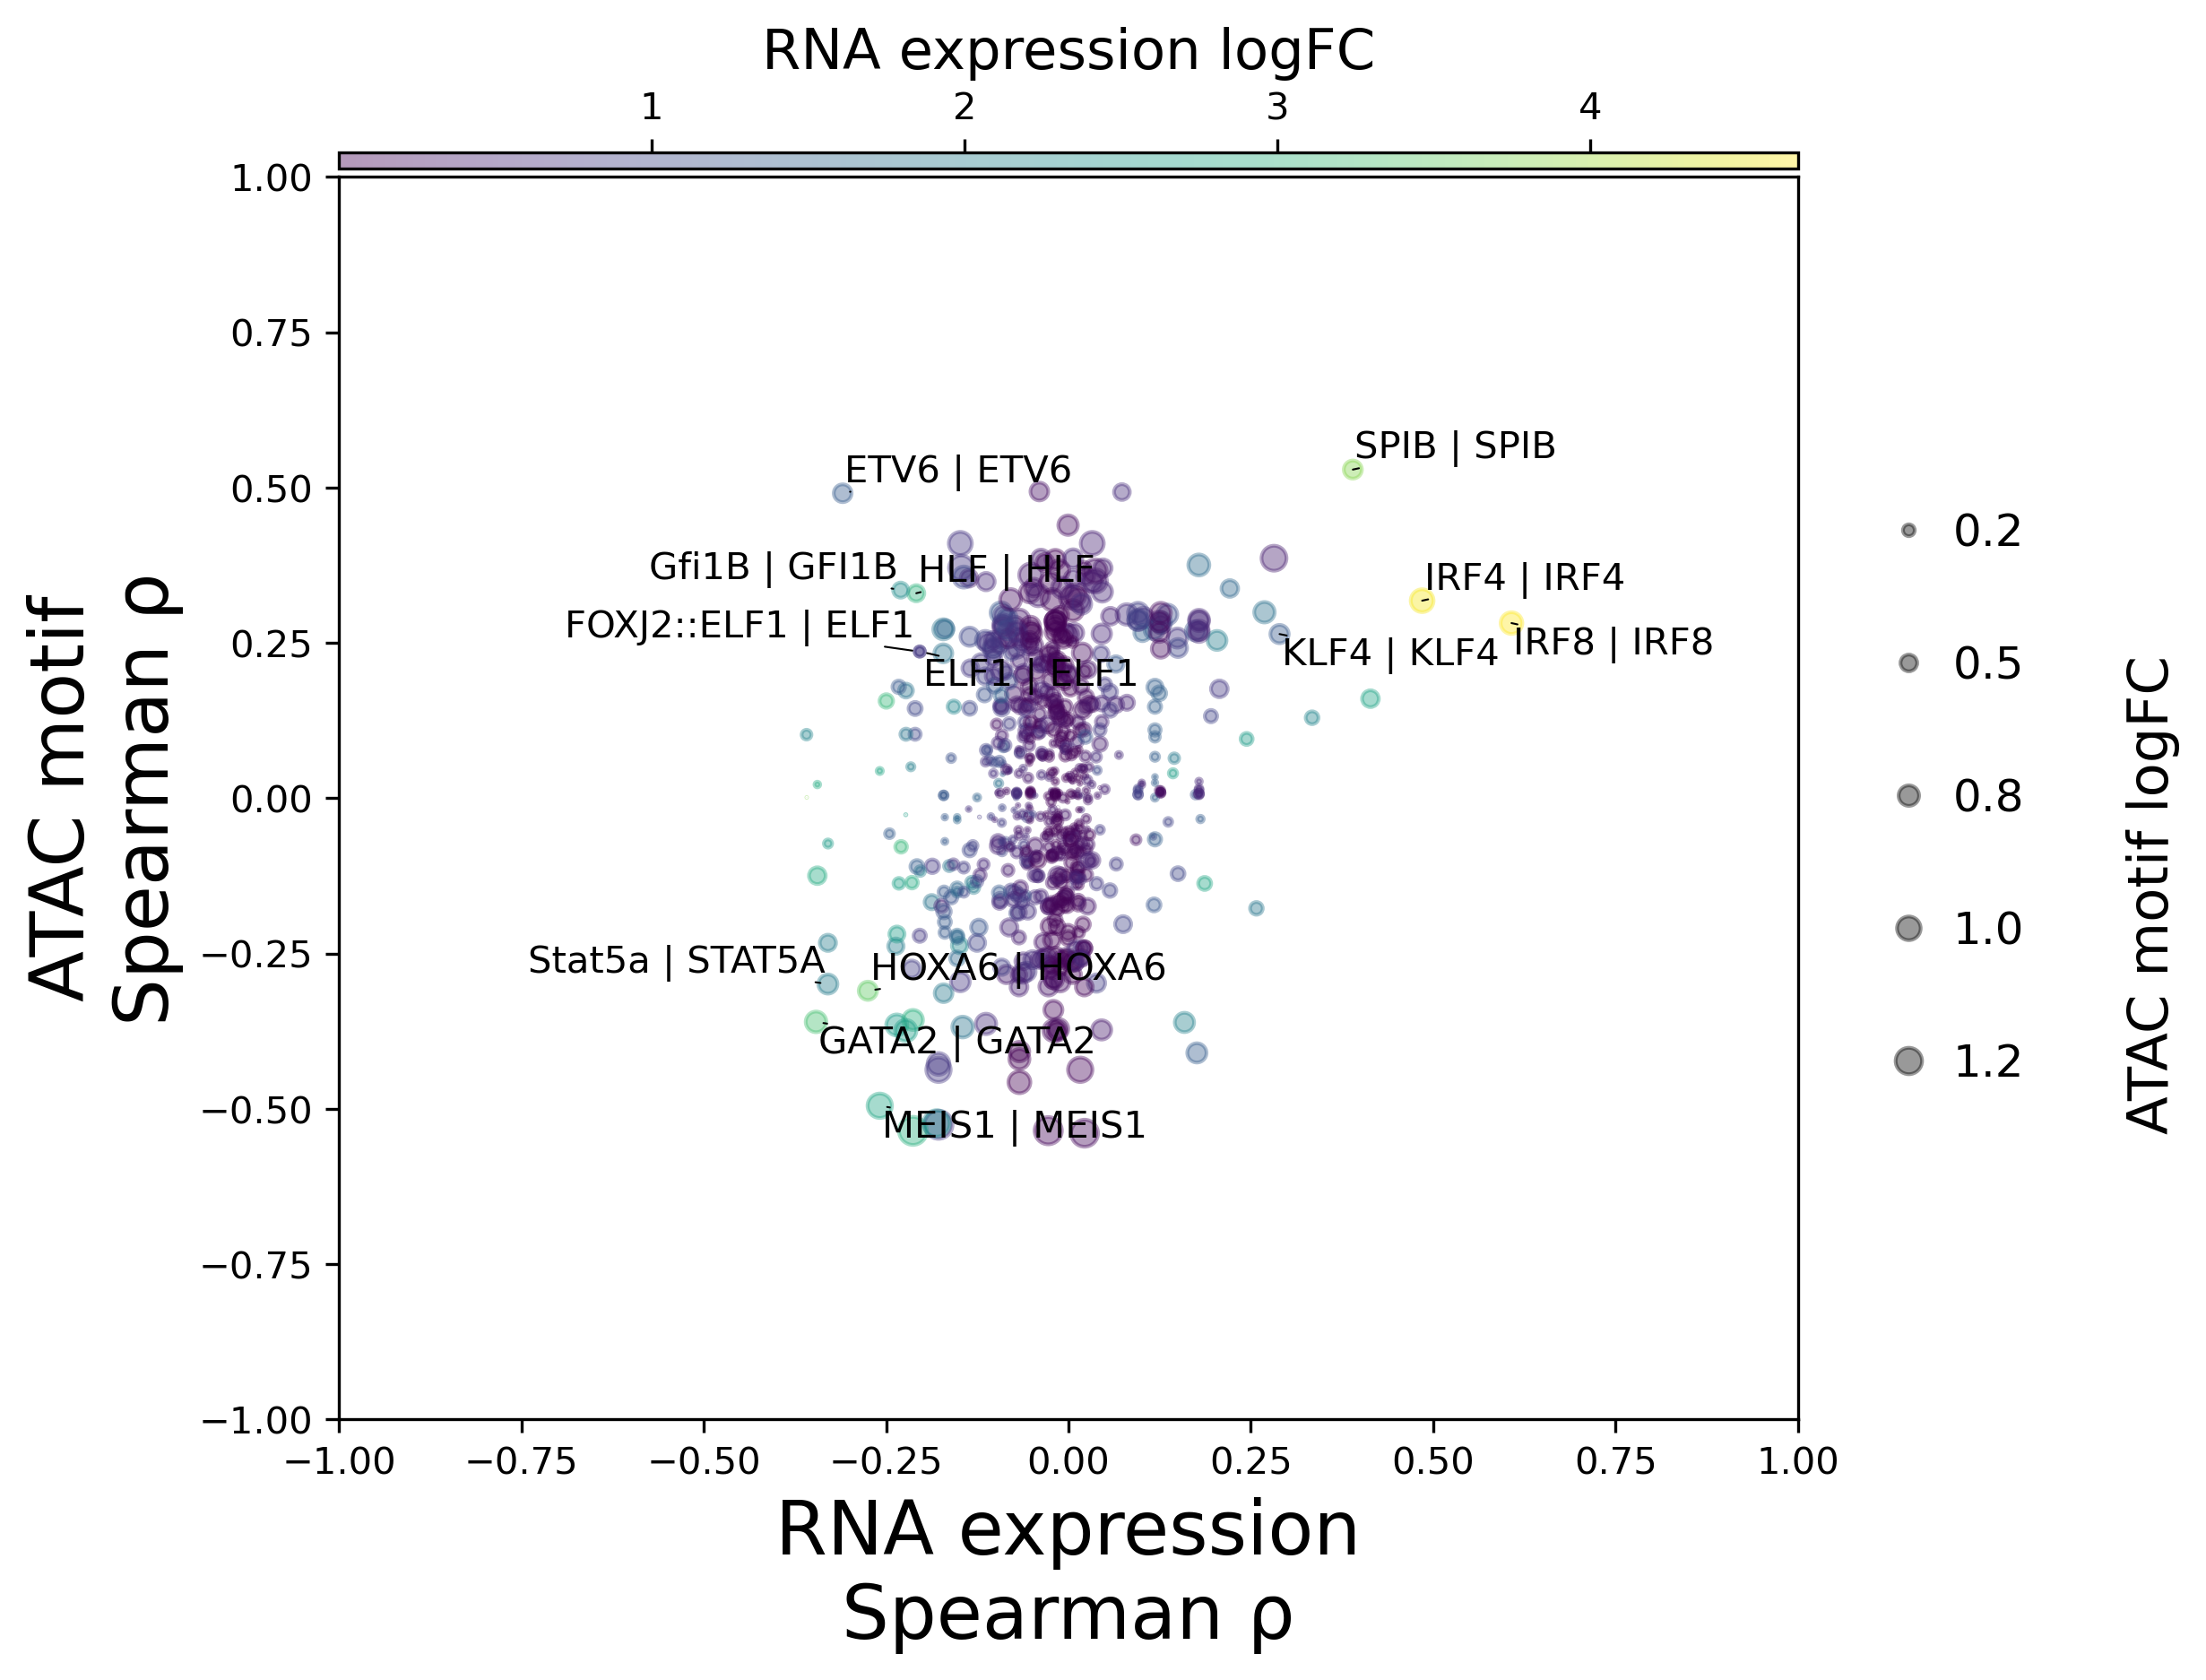 RNA expression logFC
1 2 3 4
1.00
0.75
0.50
0.25
0.00
−0.25
−0.50
−0.75
−1.00
ATAC motif
Spearman ρ
SPIB | SPIB
ETV6 | ETV6
Gfi1B | GFI1B
HLF | HLF
IRF4 | IRF4
FOXJ2::ELF1 | ELF1
IRF8 | IRF8
KLF4 | KLF4
ELF1 | ELF1
Stat5a | STAT5A
HOXA6 | HOXA6
GATA2 | GATA2
MEIS1 | MEIS1
−1.00 −0.75 −0.50 −0.25 0.00 0.25 0.50 0.75 1.00
RNA expression
Spearman ρ
0.2
0.5
0.8
1.0
1.2
ATAC motif logFC